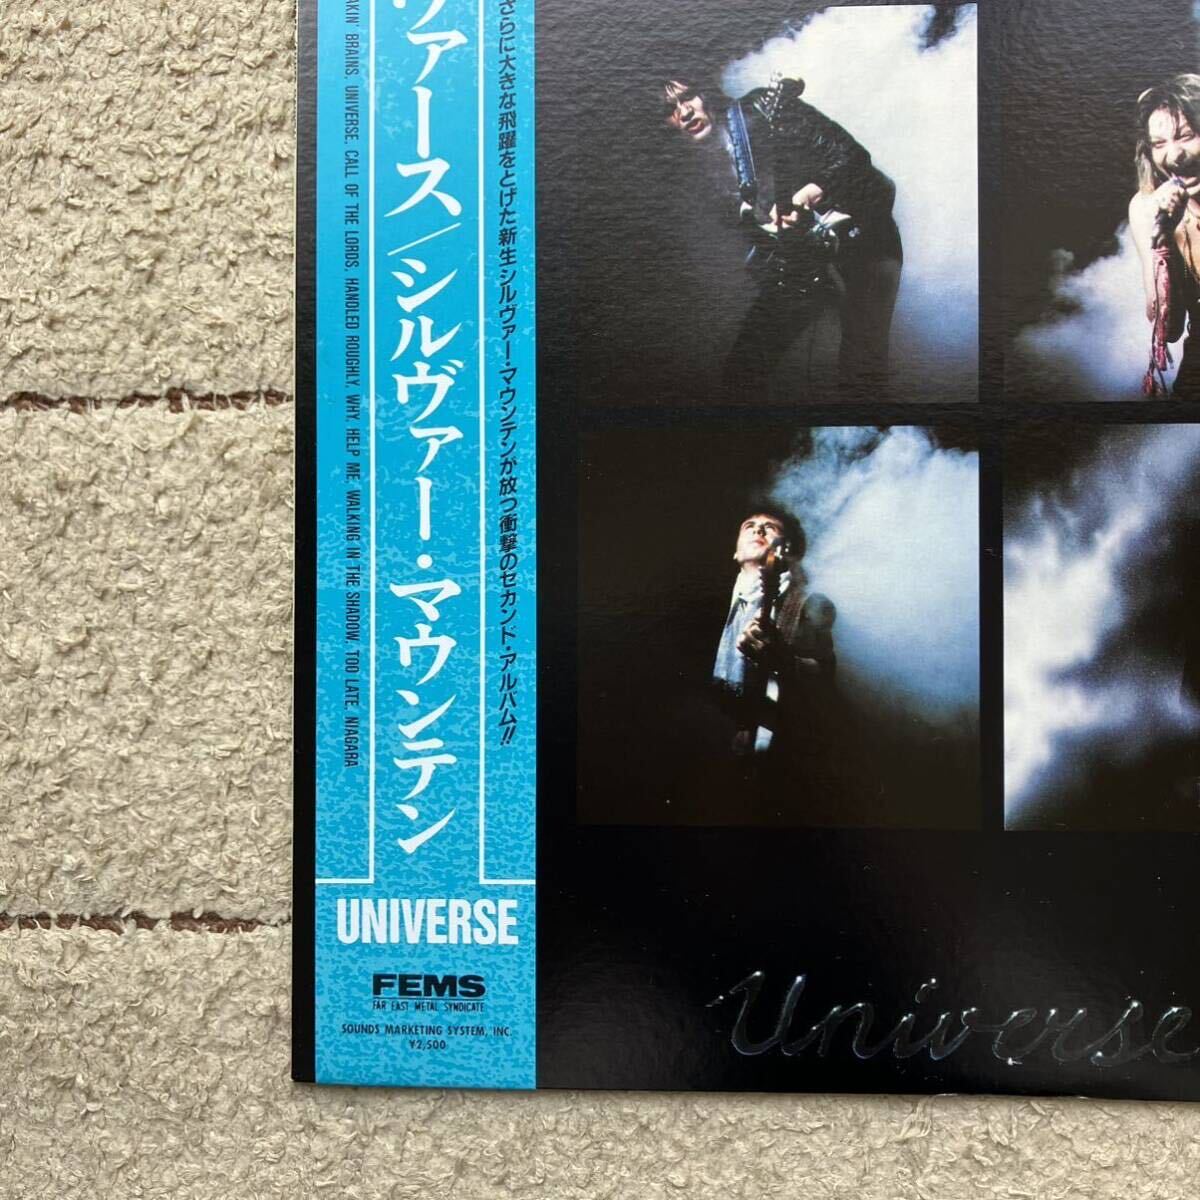 さらに大きな飛躍をとげた新生シルヴァー・マウンテンが放つ衝撃のセカンド・アルバム!!
ヴァース/シルヴァー・マウンテン
AKIN' BRAINS, UNIVERSE, CALL OF THE LORDS, HANDLED ROUGHLY, WHY, HELP ME, WALKING IN THE SHADOW, TOO LATE, NIAGARA
UNIVERSE
FEMS
FAR EAST METAL SYNDICATE
SOUNDS MARKETING SYSTEM, INC.
¥2,500
Universe